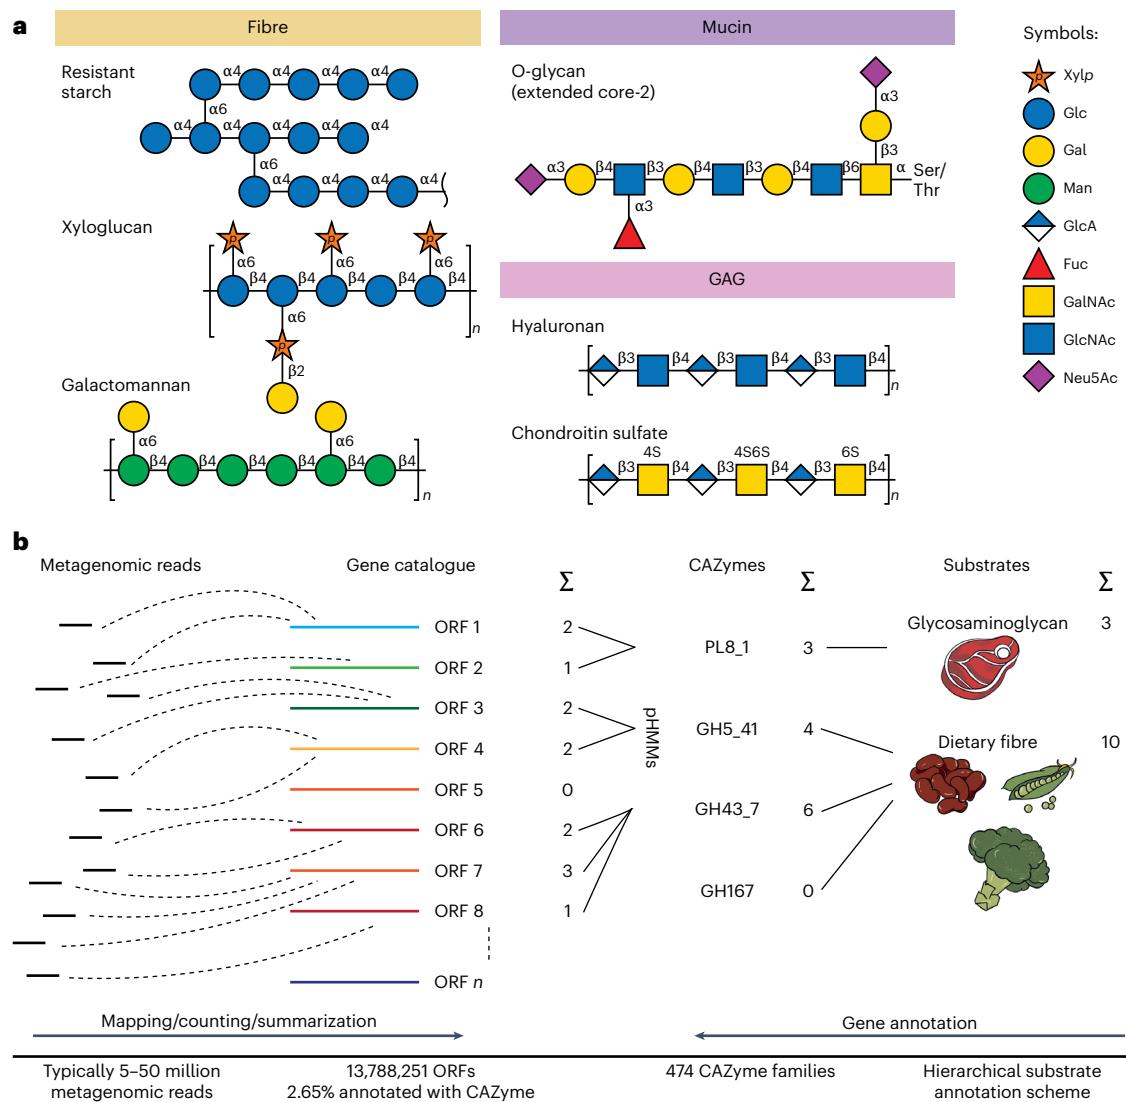 a
Fibre
Resistant
starch
α4 α4 α4 α4
α6
α4 α4 α4 α4 α4
α6
α4 α4 α4 α4
Xyloglucan
p p p
α6 α6 α6
β4 β4 β4 β4 β4
n
α6
p
β2
Galactomannan
α6 α6
β4 β4 β4 β4 β4 β4
n
Mucin
O-glycan
(extended core-2)
α3
β3
α3 β4 β3 β4 β3 β4 β6 α
Ser/
Thr
α3
GAG
Hyaluronan
β3 β4 β3 β4 β3 β4
n
Chondroitin sulfate
4S 4S6S 6S
β3 β4 β3 β4 β3 β4
n
Symbols:
p Xylp
Glc
Gal
Man
GlcA
Fuc
GalNAc
GlcNAc
Neu5Ac
b
Metagenomic reads
Gene catalogue
Σ
CAZymes
Σ
Substrates
Σ
ORF 1 2
ORF 2 1
ORF 3 2
ORF 4 2
ORF 5 0
ORF 6 2
ORF 7 3
ORF 8 1
ORF n
pHMMs
PL8_1 3
GH5_41 4
GH43_7 6
GH167 0
Glycosaminoglycan 3
Dietary fibre 10
Mapping/counting/summarization
Gene annotation
Typically 5–50 million
metagenomic reads
13,788,251 ORFs
2.65% annotated with CAZyme
474 CAZyme families
Hierarchical substrate
annotation scheme